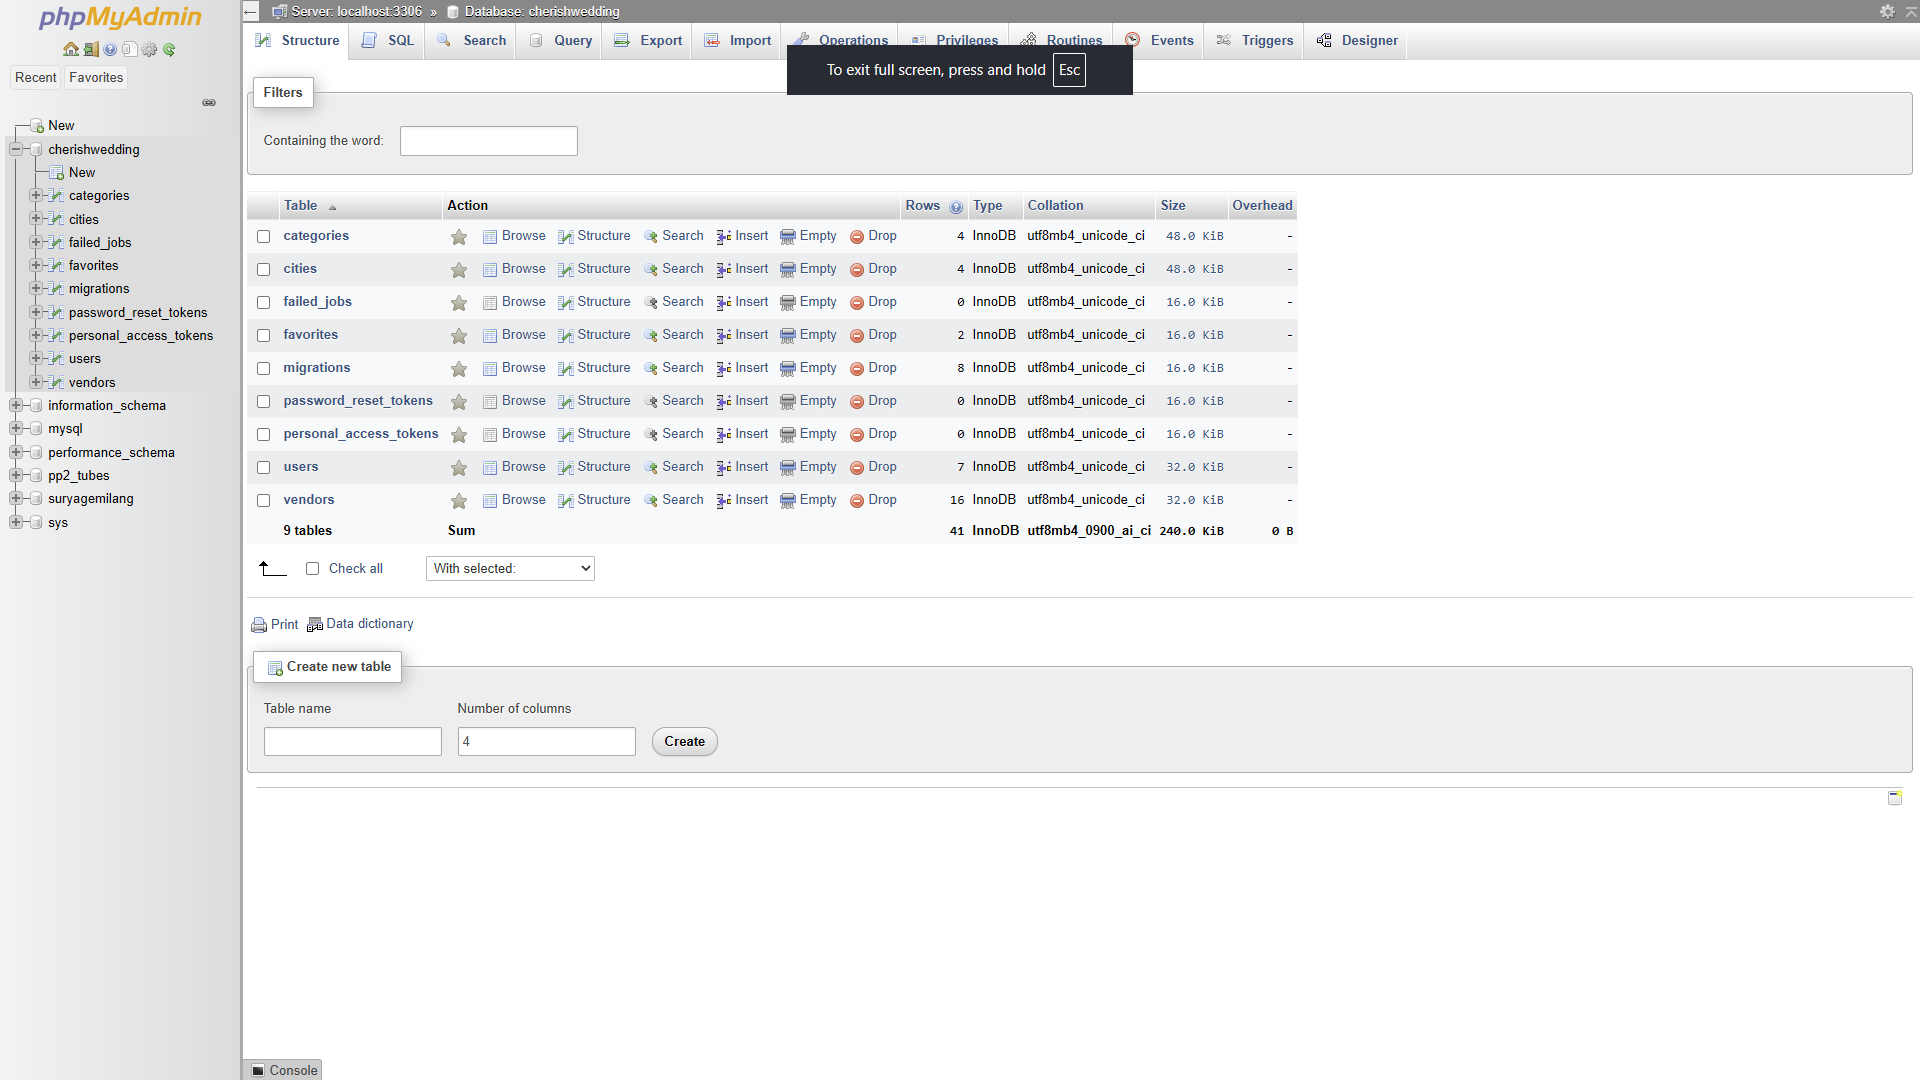 phpMyAdmin
Recent Favorites
New
cherishwedding
New
categories
cities
failed_jobs
favorites
migrations
password_reset_tokens
personal_access_tokens
users
vendors
information_schema
mysql
performance_schema
pp2_tubes
suryagemilang
sys
Server: localhost:3306 » Database: cherishwedding
Structure SQL Search Query Export Import Operations Privileges Routines Events Triggers Designer
To exit full screen, press and hold Esc
Filters
Containing the word:
Table Action Rows Type Collation Size Overhead
categories Browse Structure Search Insert Empty Drop 4 InnoDB utf8mb4_unicode_ci 48.0 KiB -
cities Browse Structure Search Insert Empty Drop 4 InnoDB utf8mb4_unicode_ci 48.0 KiB -
failed_jobs Browse Structure Search Insert Empty Drop 0 InnoDB utf8mb4_unicode_ci 16.0 KiB -
favorites Browse Structure Search Insert Empty Drop 2 InnoDB utf8mb4_unicode_ci 16.0 KiB -
migrations Browse Structure Search Insert Empty Drop 8 InnoDB utf8mb4_unicode_ci 16.0 KiB -
password_reset_tokens Browse Structure Search Insert Empty Drop 0 InnoDB utf8mb4_unicode_ci 16.0 KiB -
personal_access_tokens Browse Structure Search Insert Empty Drop 0 InnoDB utf8mb4_unicode_ci 16.0 KiB -
users Browse Structure Search Insert Empty Drop 7 InnoDB utf8mb4_unicode_ci 32.0 KiB -
vendors Browse Structure Search Insert Empty Drop 16 InnoDB utf8mb4_unicode_ci 32.0 KiB -
9 tables Sum 41 InnoDB utf8mb4_0900_ai_ci 240.0 KiB 0 B
Check all With selected:
Print Data dictionary
Create new table
Table name Number of columns
4 Create
Console